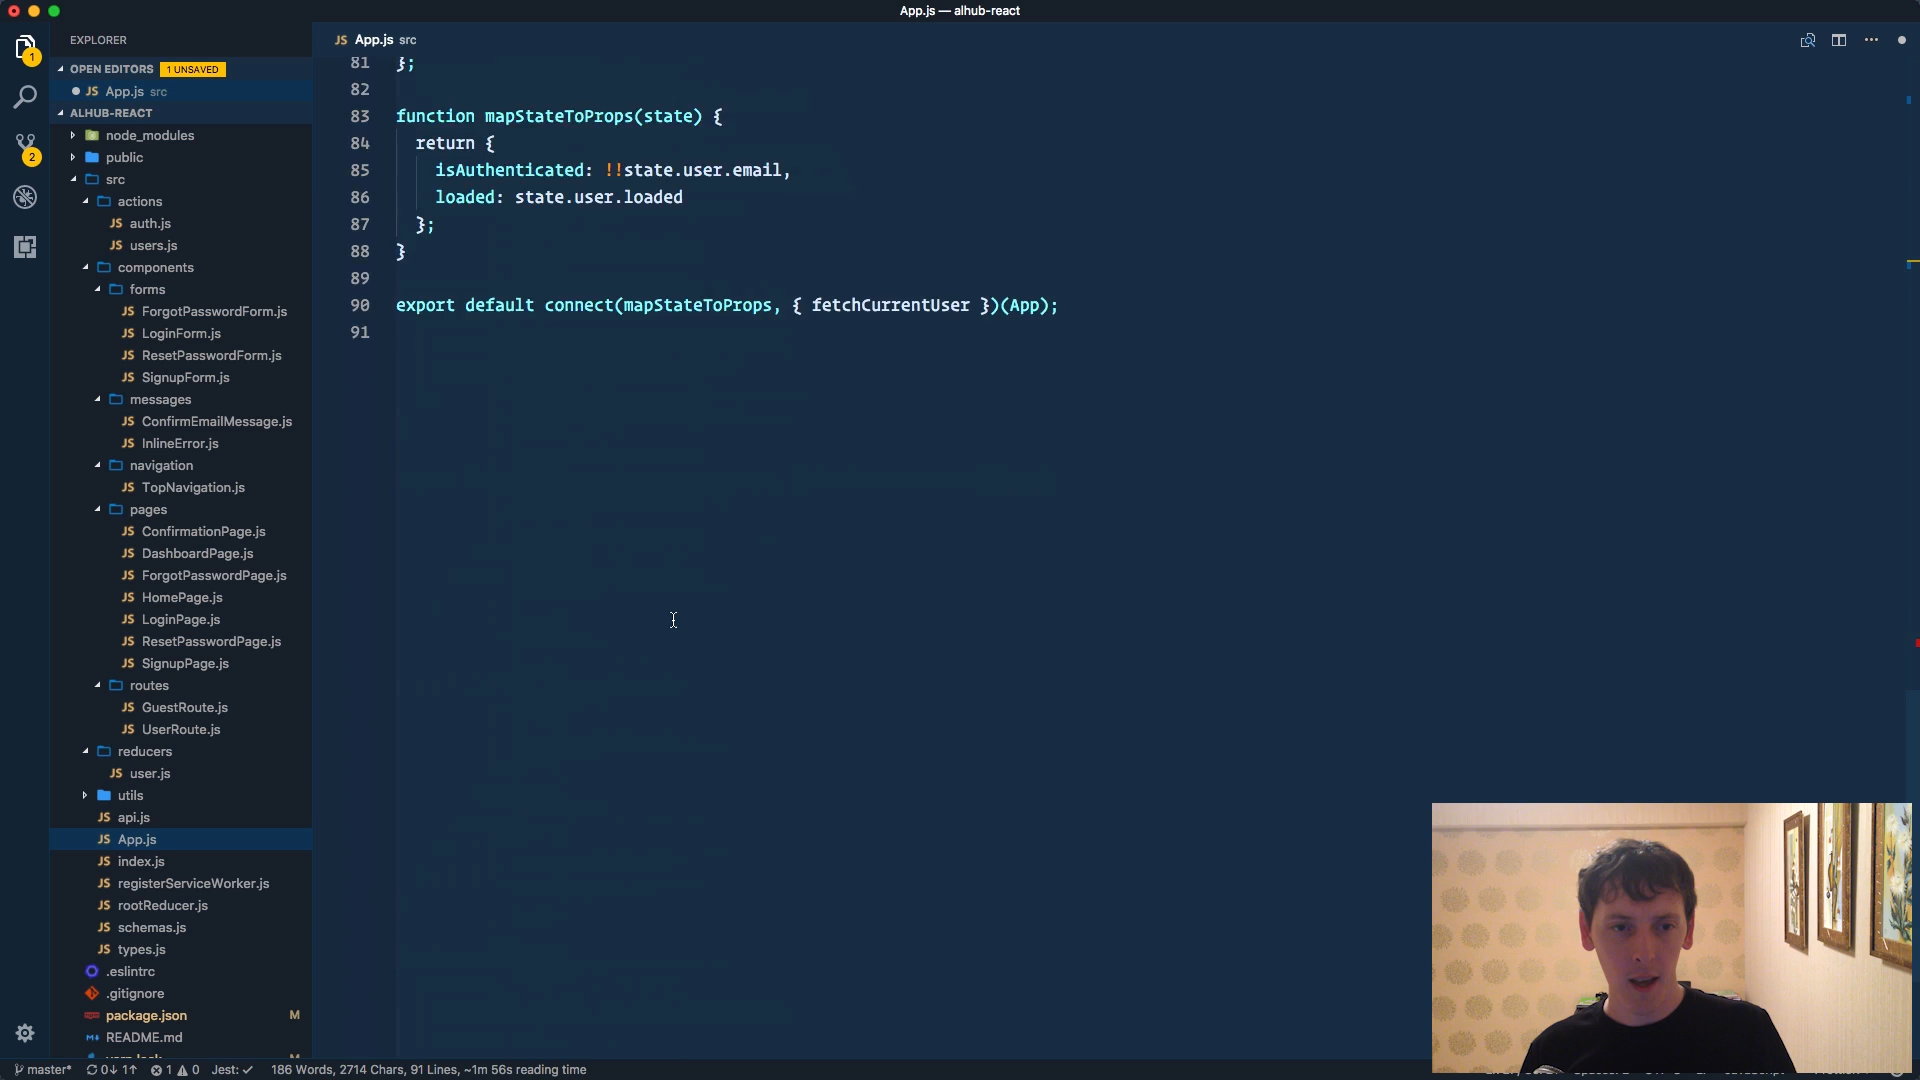 App.js — alhub-react
EXPLORER
OPEN EDITORS 1 UNSAVED
JS App.js src
ALHUB-REACT
node_modules
public
src
actions
JS auth.js
JS users.js
components
forms
JS ForgotPasswordForm.js
JS LoginForm.js
JS ResetPasswordForm.js
JS SignupForm.js
messages
JS ConfirmEmailMessage.js
JS InlineError.js
navigation
JS TopNavigation.js
pages
JS ConfirmationPage.js
JS DashboardPage.js
JS ForgotPasswordPage.js
JS HomePage.js
JS LoginPage.js
JS ResetPasswordPage.js
JS SignupPage.js
routes
JS GuestRoute.js
JS UserRoute.js
reducers
JS user.js
utils
JS api.js
JS App.js
JS index.js
JS registerServiceWorker.js
JS rootReducer.js
JS schemas.js
JS types.js
.eslintrc
.gitignore
package.json M
README.md
1
2
JS App.js src
81 };
82
83 function mapStateToProps(state) {
84 return {
85 isAuthenticated: !!state.user.email,
86 loaded: state.user.loaded
87 };
88 }
89
90 export default connect(mapStateToProps, { fetchCurrentUser })(App);
91
master* 0↓ 1↑ 1 0 Jest: ✓ 186 Words, 2714 Chars, 91 Lines, ~1m 56s reading time